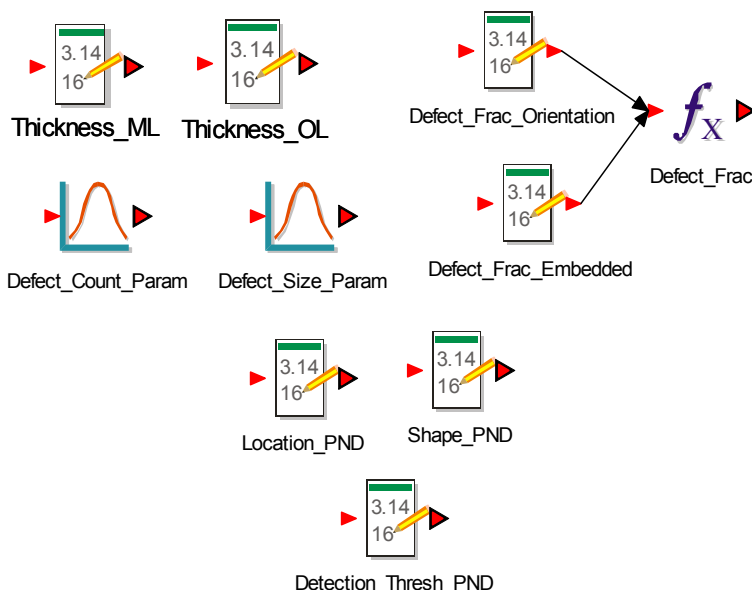 3.14
16
Thickness_ML
3.14
16
Thickness_OL
3.14
16
Defect_Frac_Orientation
fx
Defect_Frac
Defect_Count_Param
Defect_Size_Param
3.14
16
Defect_Frac_Embedded
3.14
16
Location_PND
3.14
16
Shape_PND
3.14
16
Detection_Thresh_PND